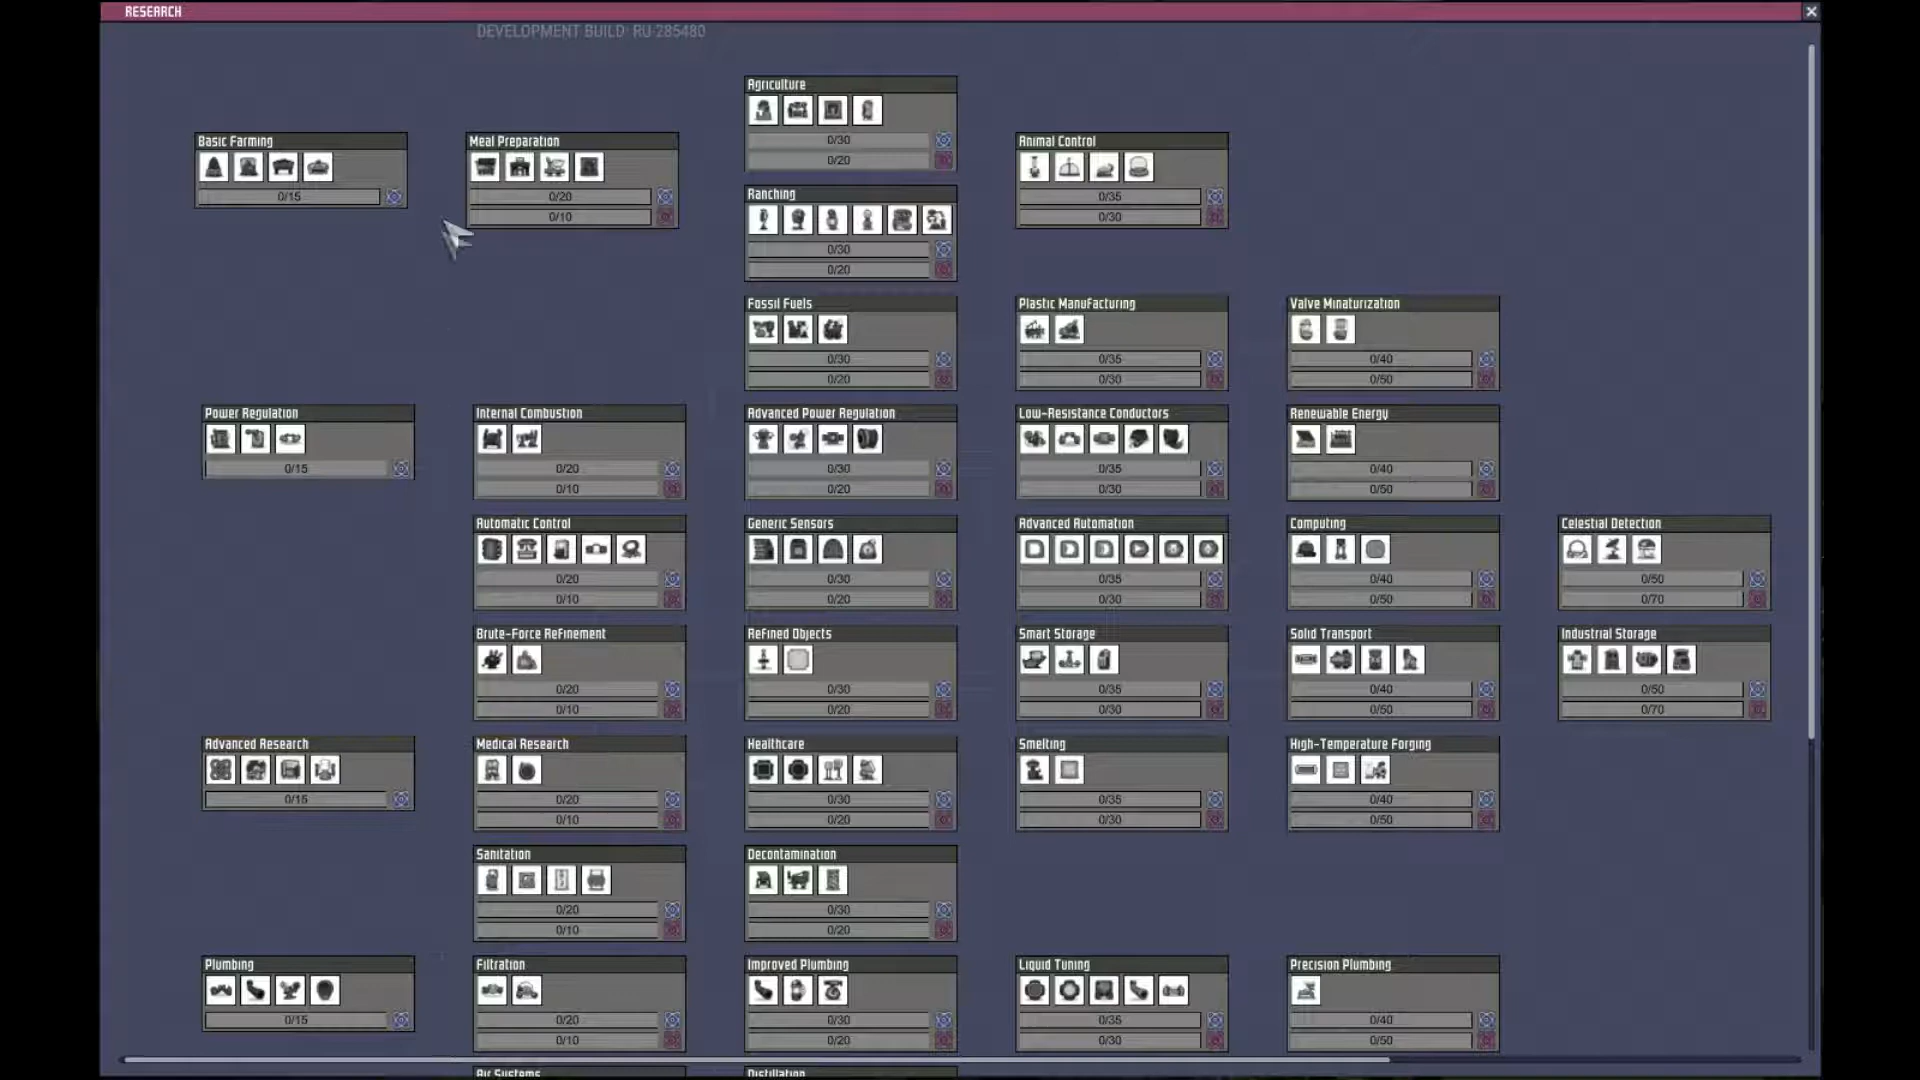 RESEARCH
DEVELOPMENT BUILD: RU-285480
Agriculture
0/30
0/20
Basic Farming
0/15
Meal Preparation
0/20
0/10
Animal Control
0/35
0/30
Ranching
0/30
0/20
Fossil Fuels
0/30
0/20
Plastic Manufacturing
0/35
0/30
Valve Minaturization
0/40
0/50
Power Regulation
0/15
Internal Combustion
0/20
0/10
Advanced Power Regulation
0/30
0/20
Low-Resistance Conductors
0/35
0/30
Renewable Energy
0/40
0/50
Automatic Control
0/20
0/10
Generic Sensors
0/30
0/20
Advanced Automation
0/35
0/30
Computing
0/40
0/50
Celestial Detection
0/50
0/70
Brute-Force Refinement
0/20
0/10
Refined Objects
0/30
0/20
Smart Storage
0/35
0/30
Solid Transport
0/40
0/50
Industrial Storage
0/50
0/70
Advanced Research
0/15
Medical Research
0/20
0/10
Healthcare
0/30
0/20
Smelting
0/35
0/30
High-Temperature Forging
0/40
0/50
Sanitation
0/20
0/10
Decontamination
0/30
0/20
Plumbing
0/15
Filtration
0/20
0/10
Improved Plumbing
0/30
0/20
Liquid Tuning
0/35
0/30
Precision Plumbing
0/40
0/50
Air Systems
Distillation